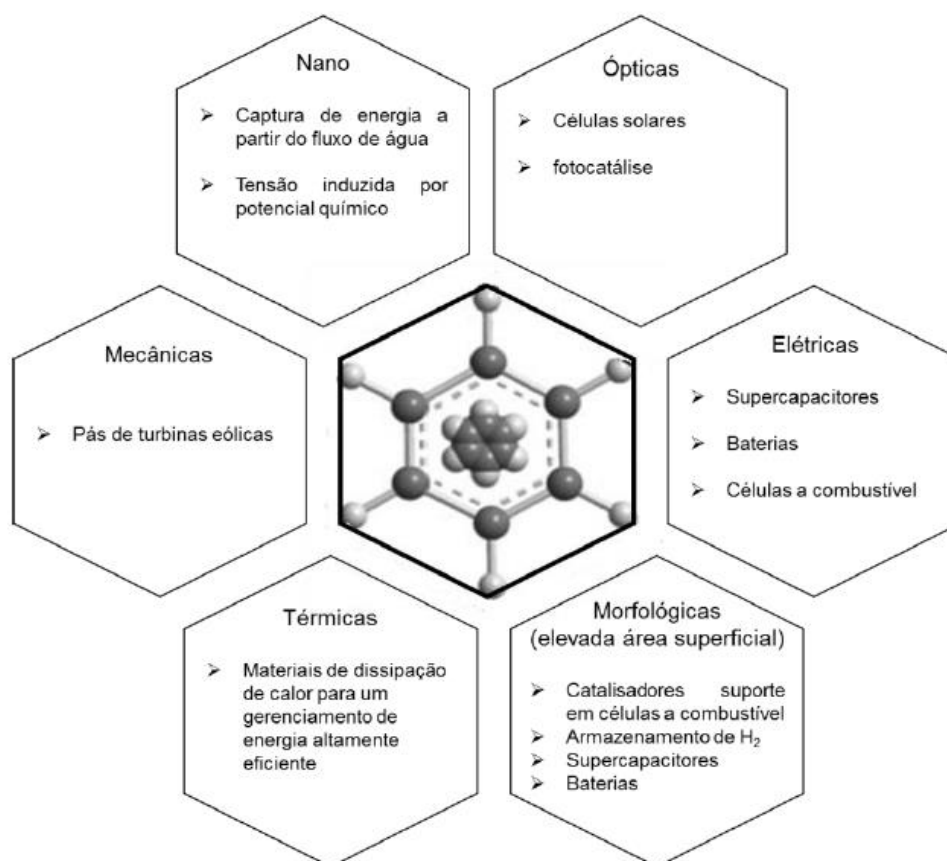 Nano
➤ Captura de energia a
partir do fluxo de água
➤ Tensão induzida por
potencial químico
Ópticas
➤ Células solares
➤ fotocatálise
Mecânicas
➤ Pás de turbinas eólicas
Elétricas
➤ Supercapacitores
➤ Baterias
➤ Células a combustível
Térmicas
➤ Materiais de dissipação
de calor para um
gerenciamento de
energia altamente
eficiente
Morfológicas
(elevada área superficial)
➤ Catalisadores suporte
em células a combustível
➤ Armazenamento de H₂
➤ Supercapacitores
➤ Baterias